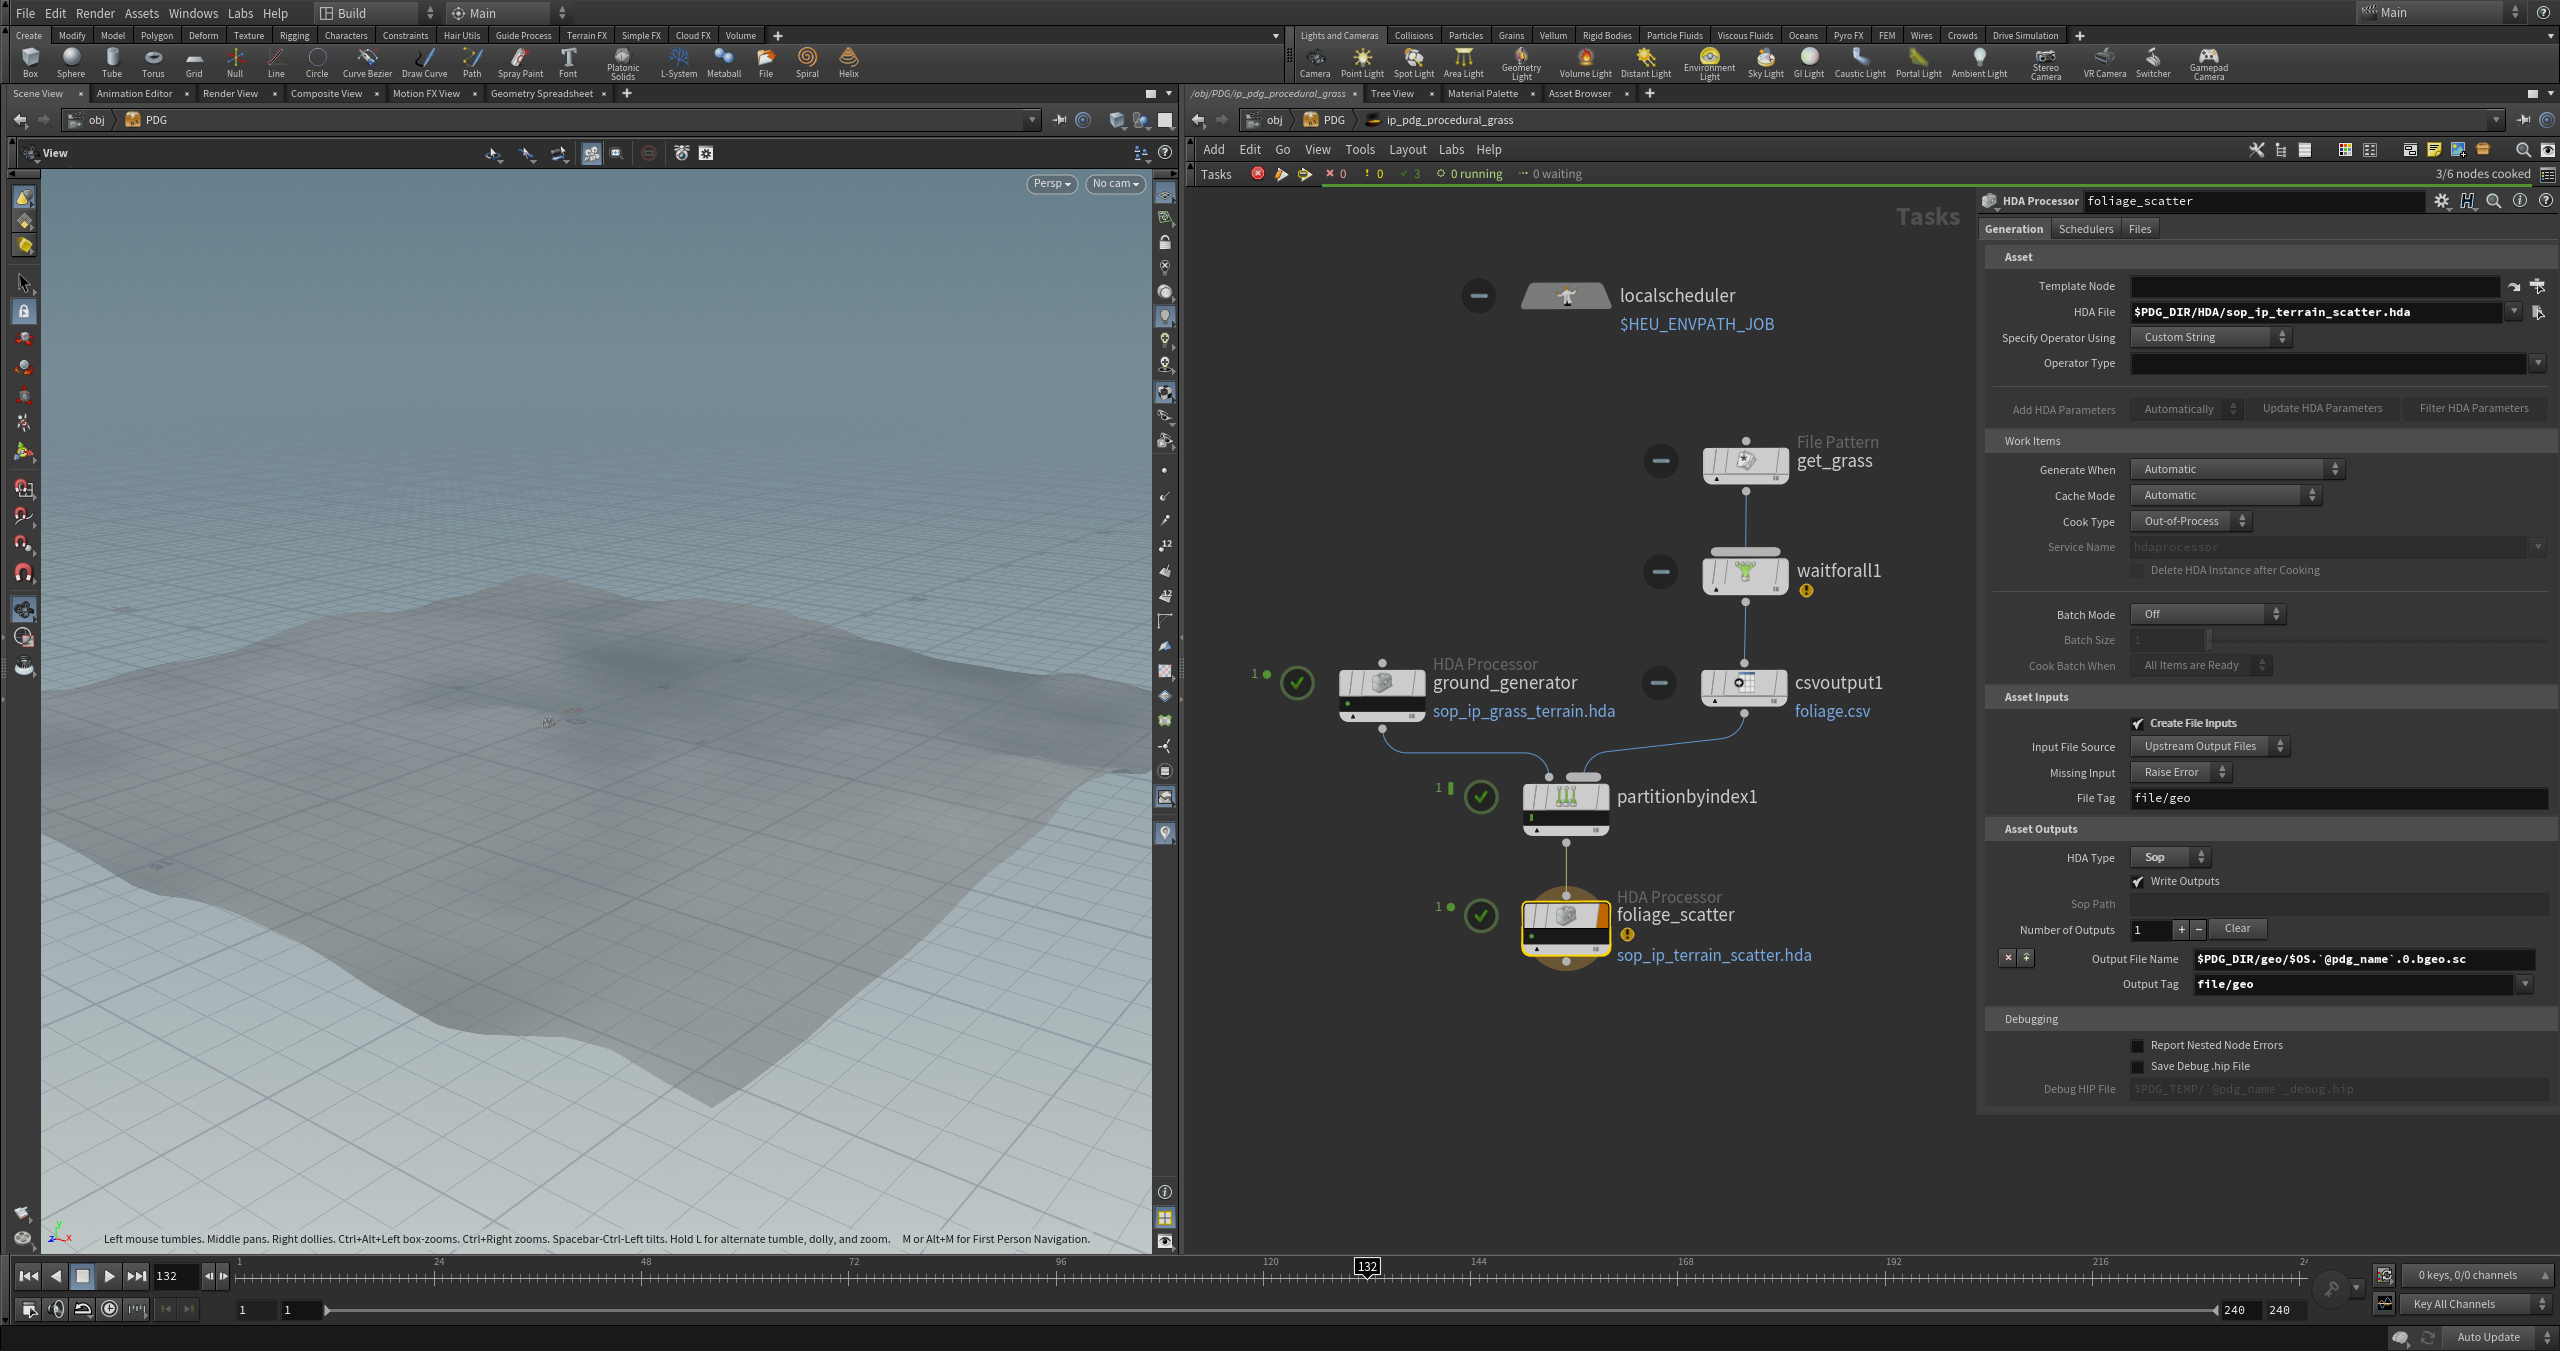 File Edit Render Assets Windows Labs Help Build Main Main
Create Modify Model Polygon Deform Texture Rigging Characters Constraints Hair Utils Guide Process Terrain FX Simple FX Cloud FX Volume
Lights and Cameras Collisions Particles Grains Vellum Rigid Bodies Particle Fluids Viscous Fluids Oceans Pyro FX FEM Wires Crowds Drive Simulation
Box Sphere Tube Torus Grid Null Line Circle Curve Bezier Draw Curve Path Spray Paint Font Platonic Solids L-System Metaball File Spiral Helix
Camera Point Light Spot Light Area Light Geometry Light Volume Light Distant Light Environment Light Sky Light GI Light Caustic Light Portal Light Ambient Light Stereo Camera VR Camera Switcher Gamepad Camera
Scene View Animation Editor Render View Composite View Motion FX View Geometry Spreadsheet
/obj/PDG/ip_pdg_procedural_grass Tree View Material Palette Asset Browser
obj PDG
obj PDG ip_pdg_procedural_grass
View
Add Edit Go View Tools Layout Labs Help
Tasks 0 0 3 0 running 0 waiting 3/6 nodes cooked
Persp No cam
Tasks
localscheduler
$HEU_ENVPATH_JOB
File Pattern
get_grass
waitforall1
1
HDA Processor
ground_generator
sop_ip_grass_terrain.hda
csvoutput1
foliage.csv
1
partitionbyindex1
1
HDA Processor
foliage_scatter
sop_ip_terrain_scatter.hda
HDA Processor foliage_scatter
Generation Schedulers Files
Asset
Template Node
HDA File $PDG_DIR/HDA/sop_ip_terrain_scatter.hda
Specify Operator Using Custom String
Operator Type
Add HDA Parameters Automatically Update HDA Parameters Filter HDA Parameters
Work Items
Generate When Automatic
Cache Mode Automatic
Cook Type Out-of-Process
Service Name hdaprocessor
Delete HDA Instance after Cooking
Batch Mode Off
Batch Size 1
Cook Batch When All Items are Ready
Asset Inputs
Create File Inputs
Input File Source Upstream Output Files
Missing Input Raise Error
File Tag file/geo
Asset Outputs
HDA Type Sop
Write Outputs
Sop Path
Number of Outputs 1 + − Clear
Output File Name $PDG_DIR/geo/$OS.`@pdg_name`.0.bgeo.sc
Output Tag file/geo
Debugging
Report Nested Node Errors
Save Debug .hip File
Debug HIP File $PDG_TEMP/`@pdg_name`_debug.hip
12
12
z y x
Left mouse tumbles. Middle pans. Right dollies. Ctrl+Alt+Left box-zooms. Ctrl+Right zooms. Spacebar-Ctrl-Left tilts. Hold L for alternate tumble, dolly, and zoom. M or Alt+M for First Person Navigation.
132 1 24 48 72 96 120 132 144 168 192 216 24
0 keys, 0/0 channels
1 1 240 240
Key All Channels
Auto Update